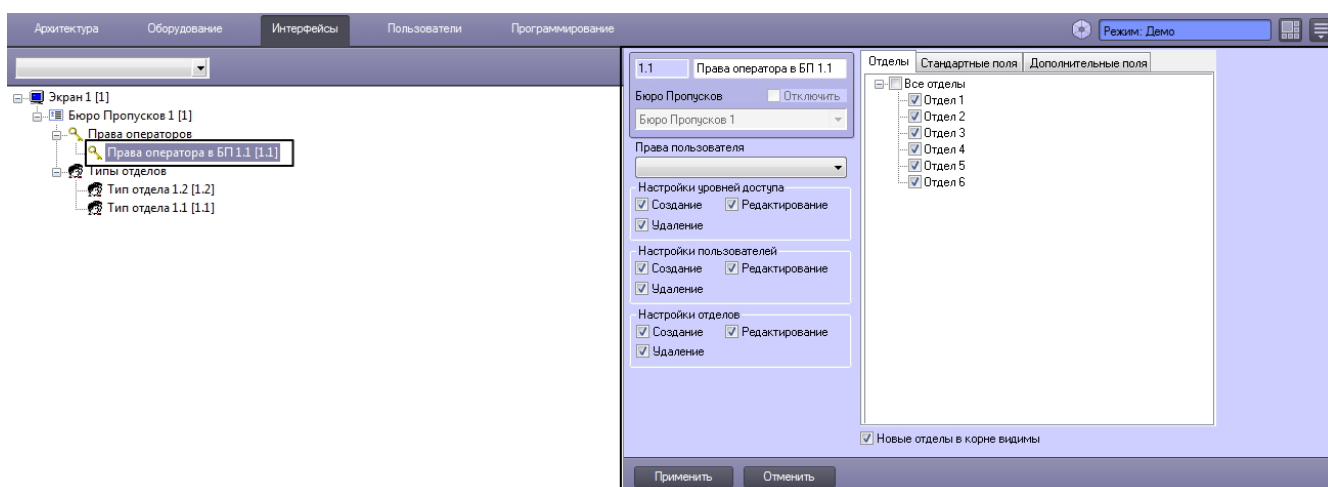 Архитектура Оборудование Интерфейсы Пользователи Программирование Режим: Демо
Экран 1 [1]
Бюро Пропусков 1 [1]
Права операторов
Права оператора в БП 1.1 [1.1]
Типы отделов
Тип отдела 1.2 [1.2]
Тип отдела 1.1 [1.1]
1.1 Права оператора в БП 1.1
Бюро Пропусков Отключить
Бюро Пропусков 1
Права пользователя
Настройки уровней доступа
Создание Редактирование
Удаление
Настройки пользователей
Создание Редактирование
Удаление
Настройки отделов
Создание Редактирование
Удаление
Отделы Стандартные поля Дополнительные поля
Все отделы
Отдел 1
Отдел 2
Отдел 3
Отдел 4
Отдел 5
Отдел 6
Новые отделы в корне видимы
Применить Отменить